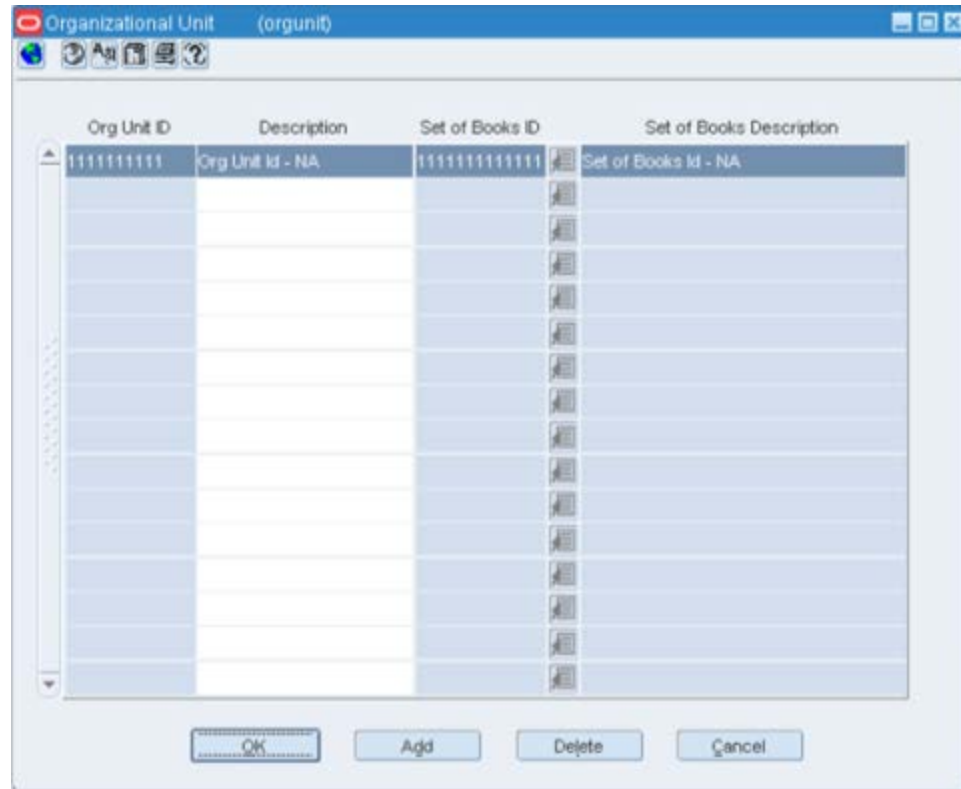 Organizational Unit (orgunit)
Org Unit ID Description Set of Books ID Set of Books Description
1111111111 Org Unit Id - NA 1111111111111 Set of Books Id - NA
OK Add Delete Cancel